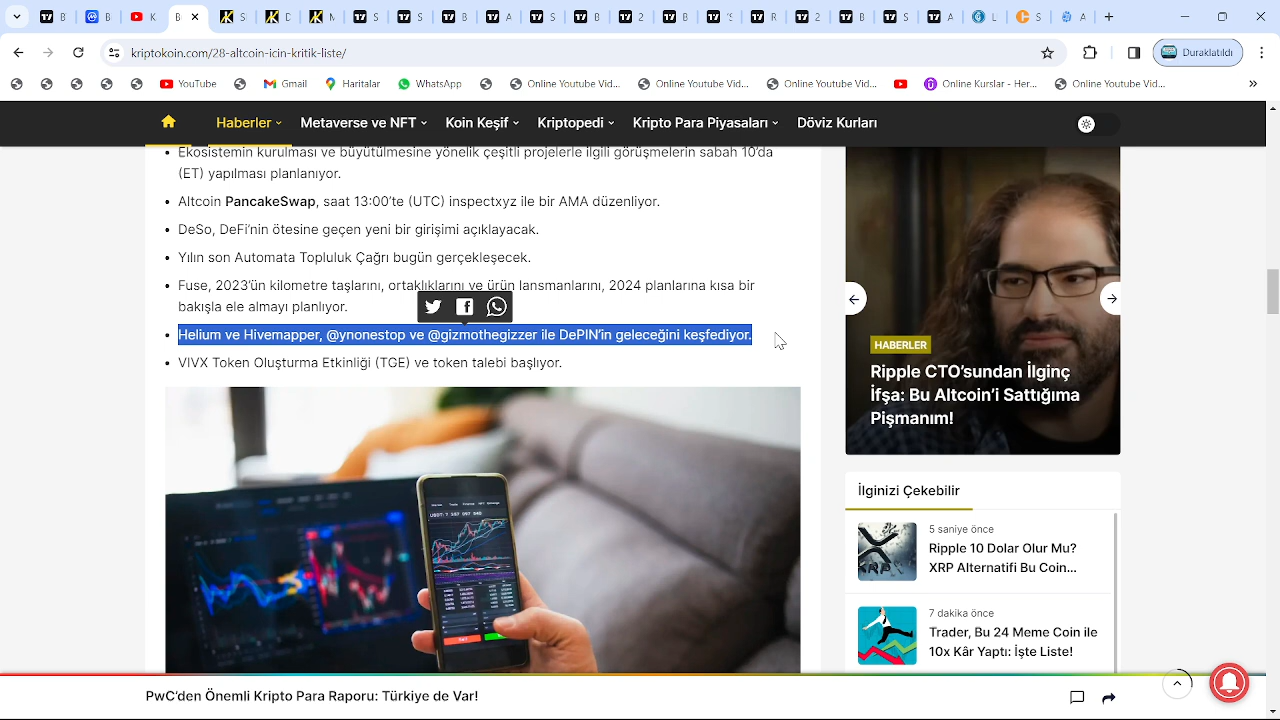 kriptokoin.com/28-altcoin-icin-kritik-liste/
Duraklatıldı
YouTube
Gmail
Haritalar
WhatsApp
Online Youtube Vid...
Online Youtube Vid...
Online Youtube Vid...
Online Kurslar - Her...
Online Youtube Vid...
Haberler
Metaverse ve NFT
Koin Keşif
Kriptopedi
Kripto Para Piyasaları
Döviz Kurları
Ekosistemin kurulması ve büyütülmesine yönelik çeşitli projelerle ilgili görüşmelerin sabah 10’da
(ET) yapılması planlanıyor.
Altcoin PancakeSwap, saat 13:00’te (UTC) inspectxyz ile bir AMA düzenliyor.
DeSo, DeFi’nin ötesine geçen yeni bir girişimi açıklayacak.
Yılın son Automata Topluluk Çağrı bugün gerçekleşecek.
Fuse, 2023’ün kilometre taşlarını, ortaklıklarını ve ürün lansmanlarını, 2024 planlarına kısa bir
bakışla ele almayı planlıyor.
Helium ve Hivemapper, @ynonestop ve @gizmothegizzer ile DePIN’in geleceğini keşfediyor.
VIVX Token Oluşturma Etkinliği (TGE) ve token talebi başlıyor.
HABERLER
Ripple CTO’sundan İlginç
İfşa: Bu Altcoin’i Sattığıma
Pişmanım!
İlginizi Çekebilir
5 saniye önce
Ripple 10 Dolar Olur Mu?
XRP Alternatifi Bu Coin...
7 dakika önce
Trader, Bu 24 Meme Coin ile
10x Kâr Yaptı: İşte Liste!
PwC’den Önemli Kripto Para Raporu: Türkiye de Var!